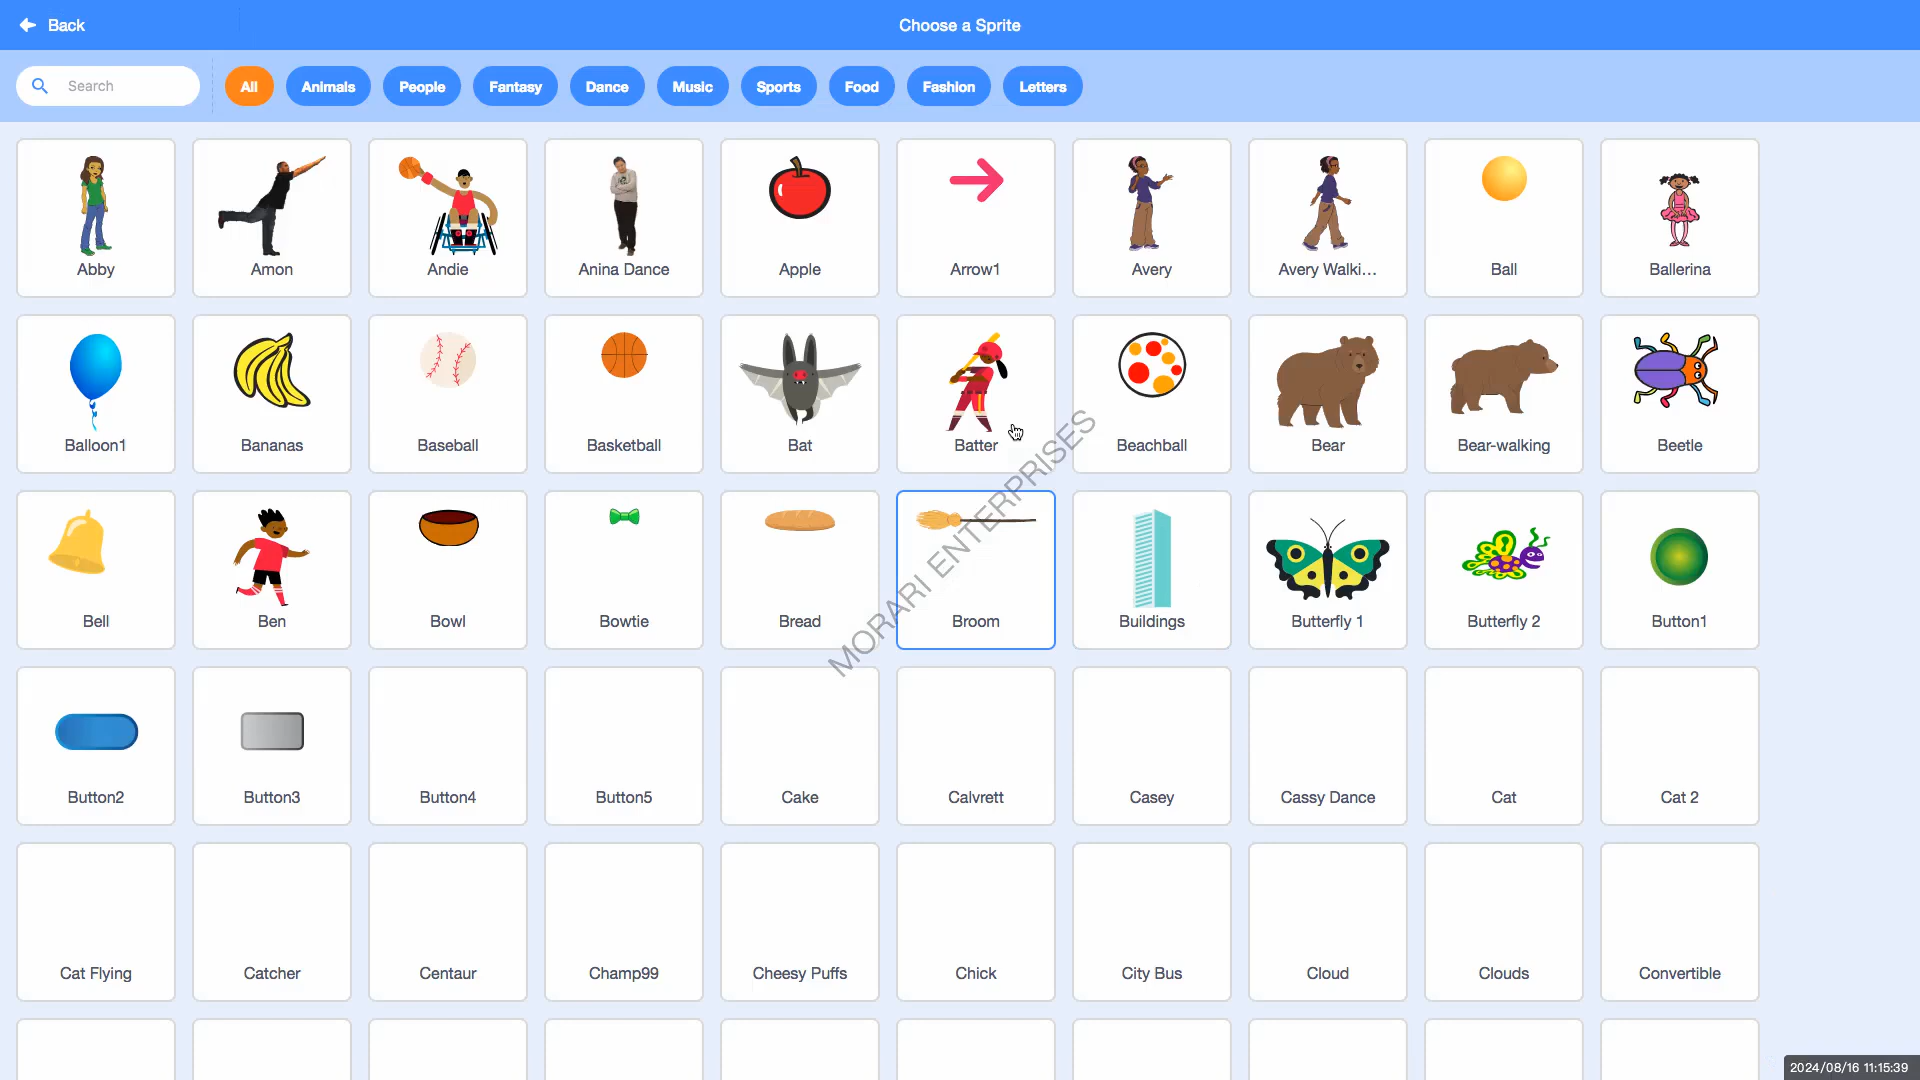 Back
Choose a Sprite
Search
All
Animals
People
Fantasy
Dance
Music
Sports
Food
Fashion
Letters
Abby
Amon
Andie
Anina Dance
Apple
Arrow1
Avery
Avery Walki...
Ball
Ballerina
Balloon1
Bananas
Baseball
Basketball
Bat
Batter
Beachball
Bear
Bear-walking
Beetle
MORARI ENTERPRISES
Bell
Ben
Bowl
Bowtie
Bread
Broom
Buildings
Butterfly 1
Butterfly 2
Button1
Button2
Button3
Button4
Button5
Cake
Calvrett
Casey
Cassy Dance
Cat
Cat 2
Cat Flying
Catcher
Centaur
Champ99
Cheesy Puffs
Chick
City Bus
Cloud
Clouds
Convertible
2024/08/16 11:15:39